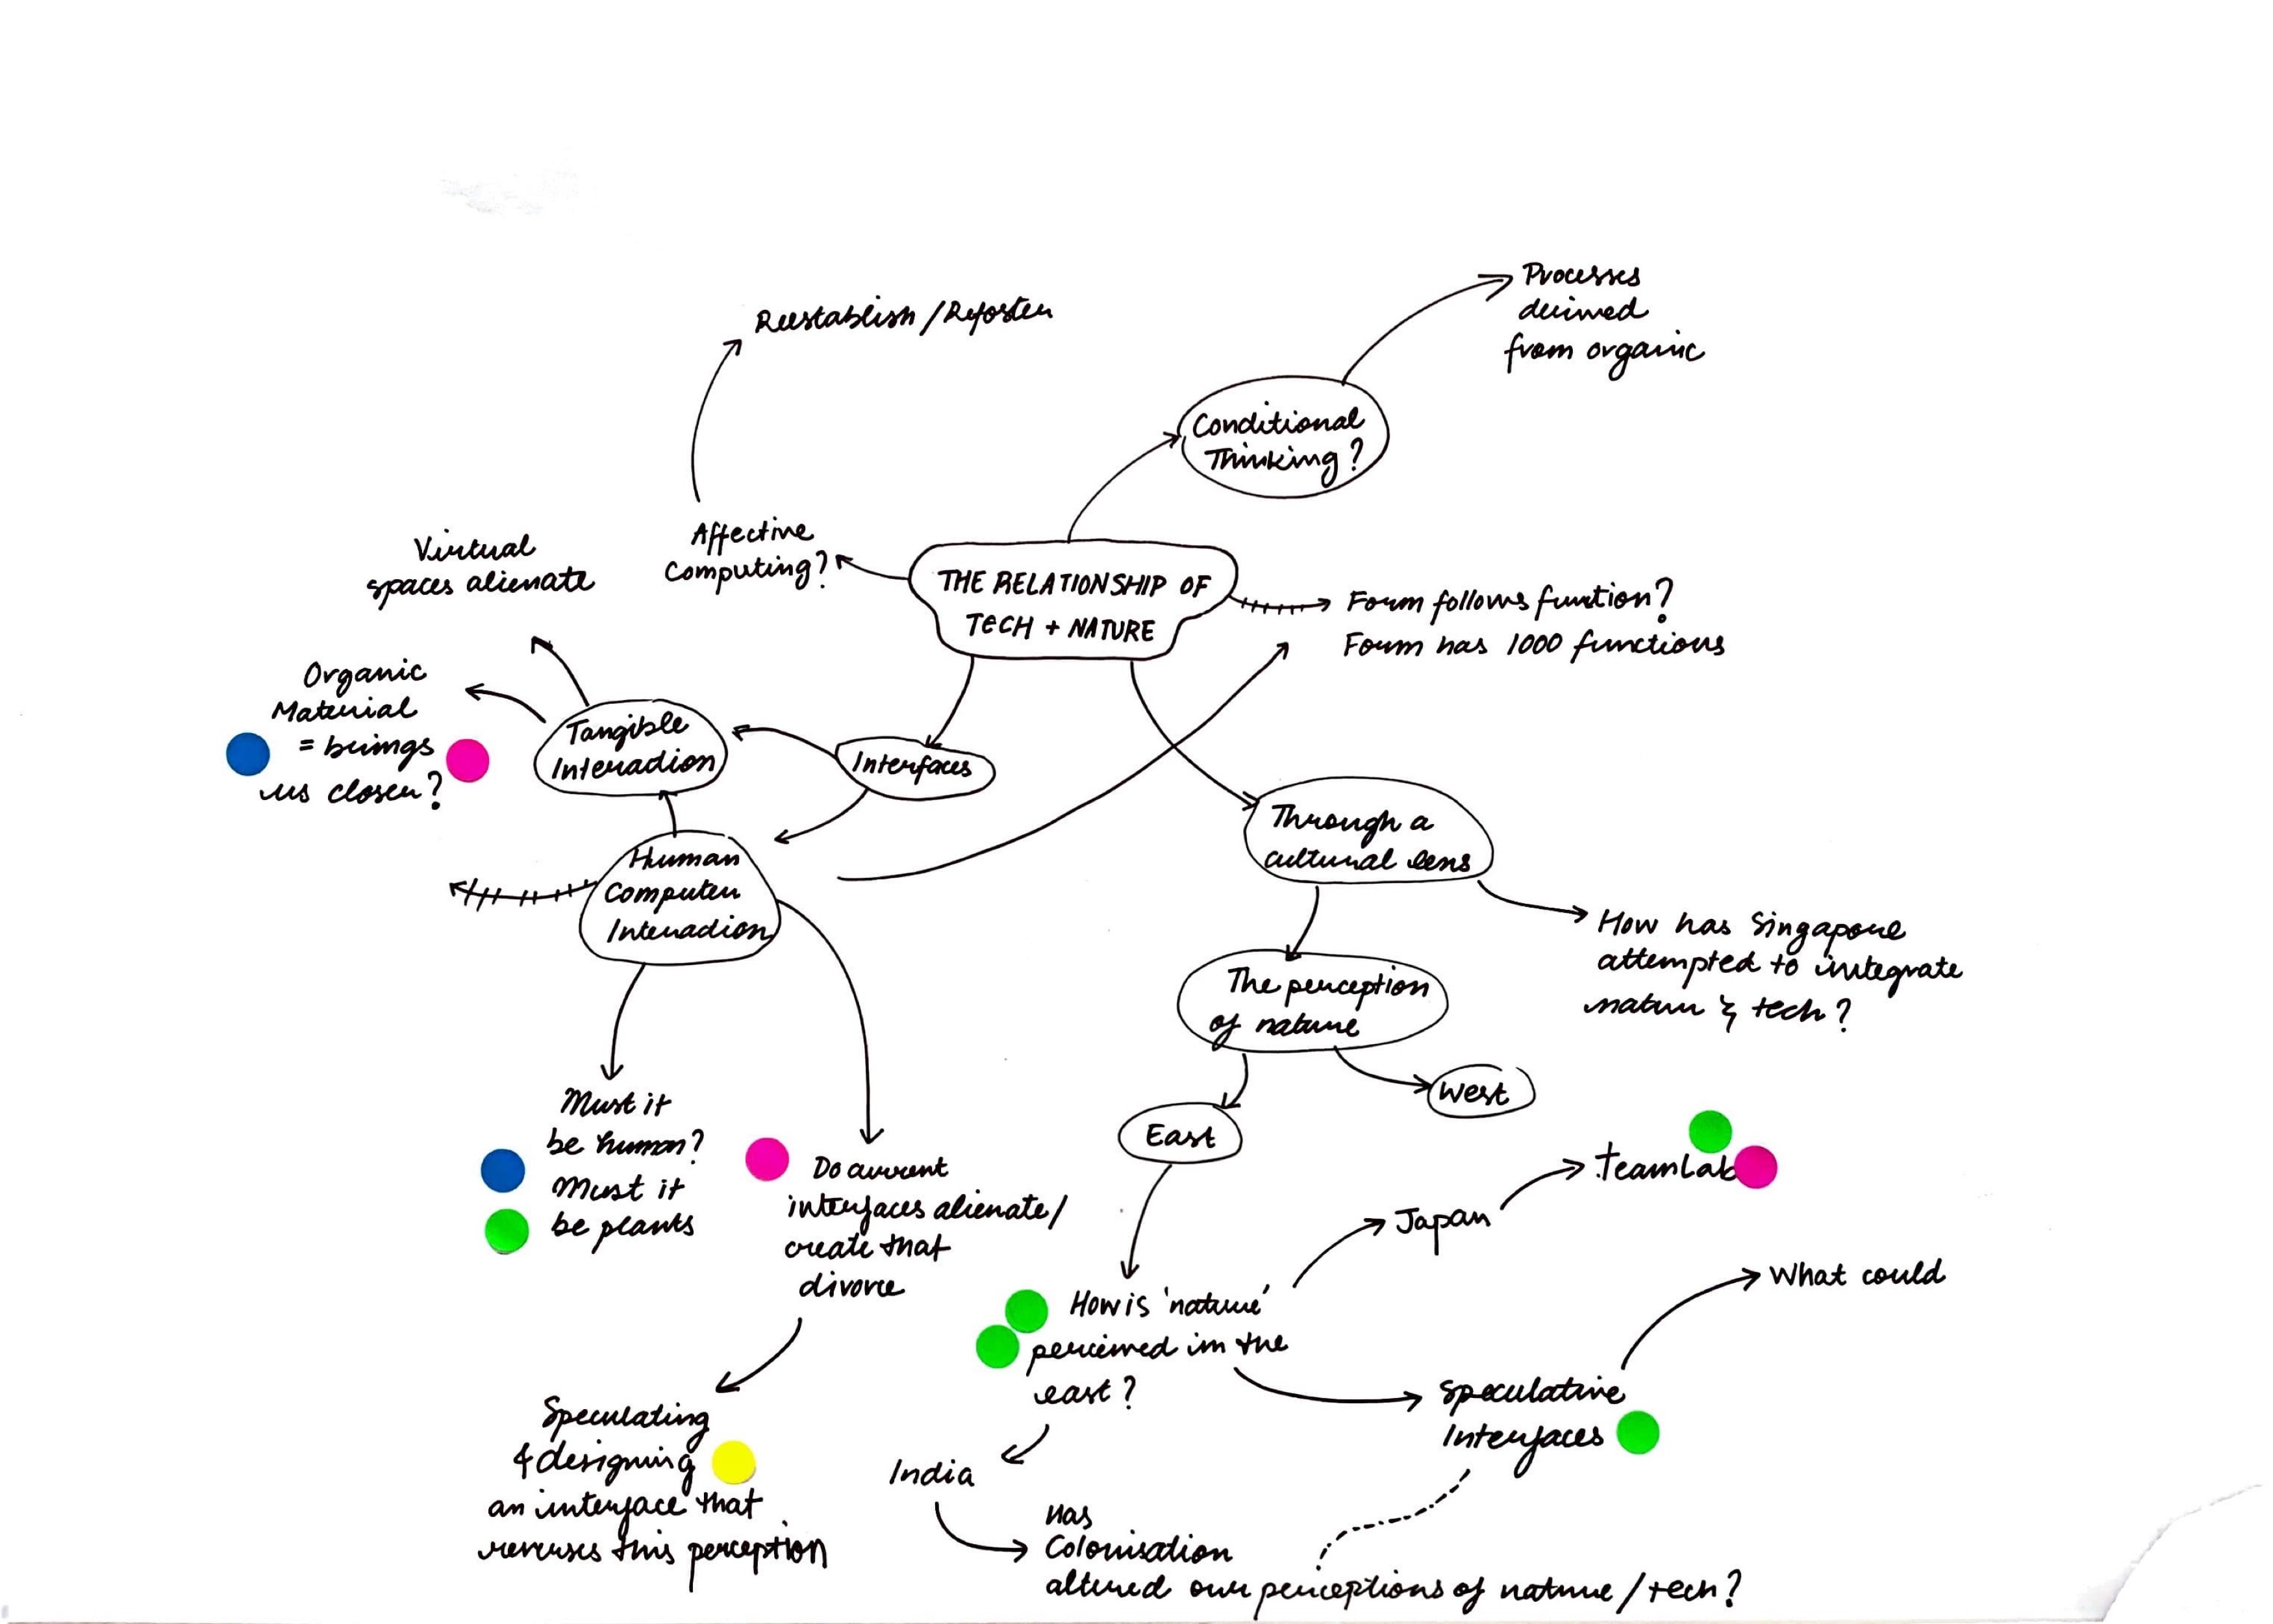 Processes
derived
from organic
Reestablish / Refoster
Conditional
Thinking?
Affective
Computing?
Virtual
spaces alienate
THE RELATIONSHIP OF
TECH + NATURE
Form follows function?
Form has 1000 functions
Organic
Material
= brings
us closer?
Tangible
Interaction
Interfaces
Through a
cultural lens
Human
Computer
Interaction
How has Singapore
attempted to integrate
nature & tech?
The perception
of nature
West
East
Must it
be human?
Must it
be plants
Do current
interfaces alienate/
create that
divorce
teamLab
Japan
What could
How is 'nature'
perceived in the
east?
Speculative
Interfaces
Speculating
& designing
an interface that
reverses this perception
India
Has
Colonisation
altered our perceptions of nature / tech?